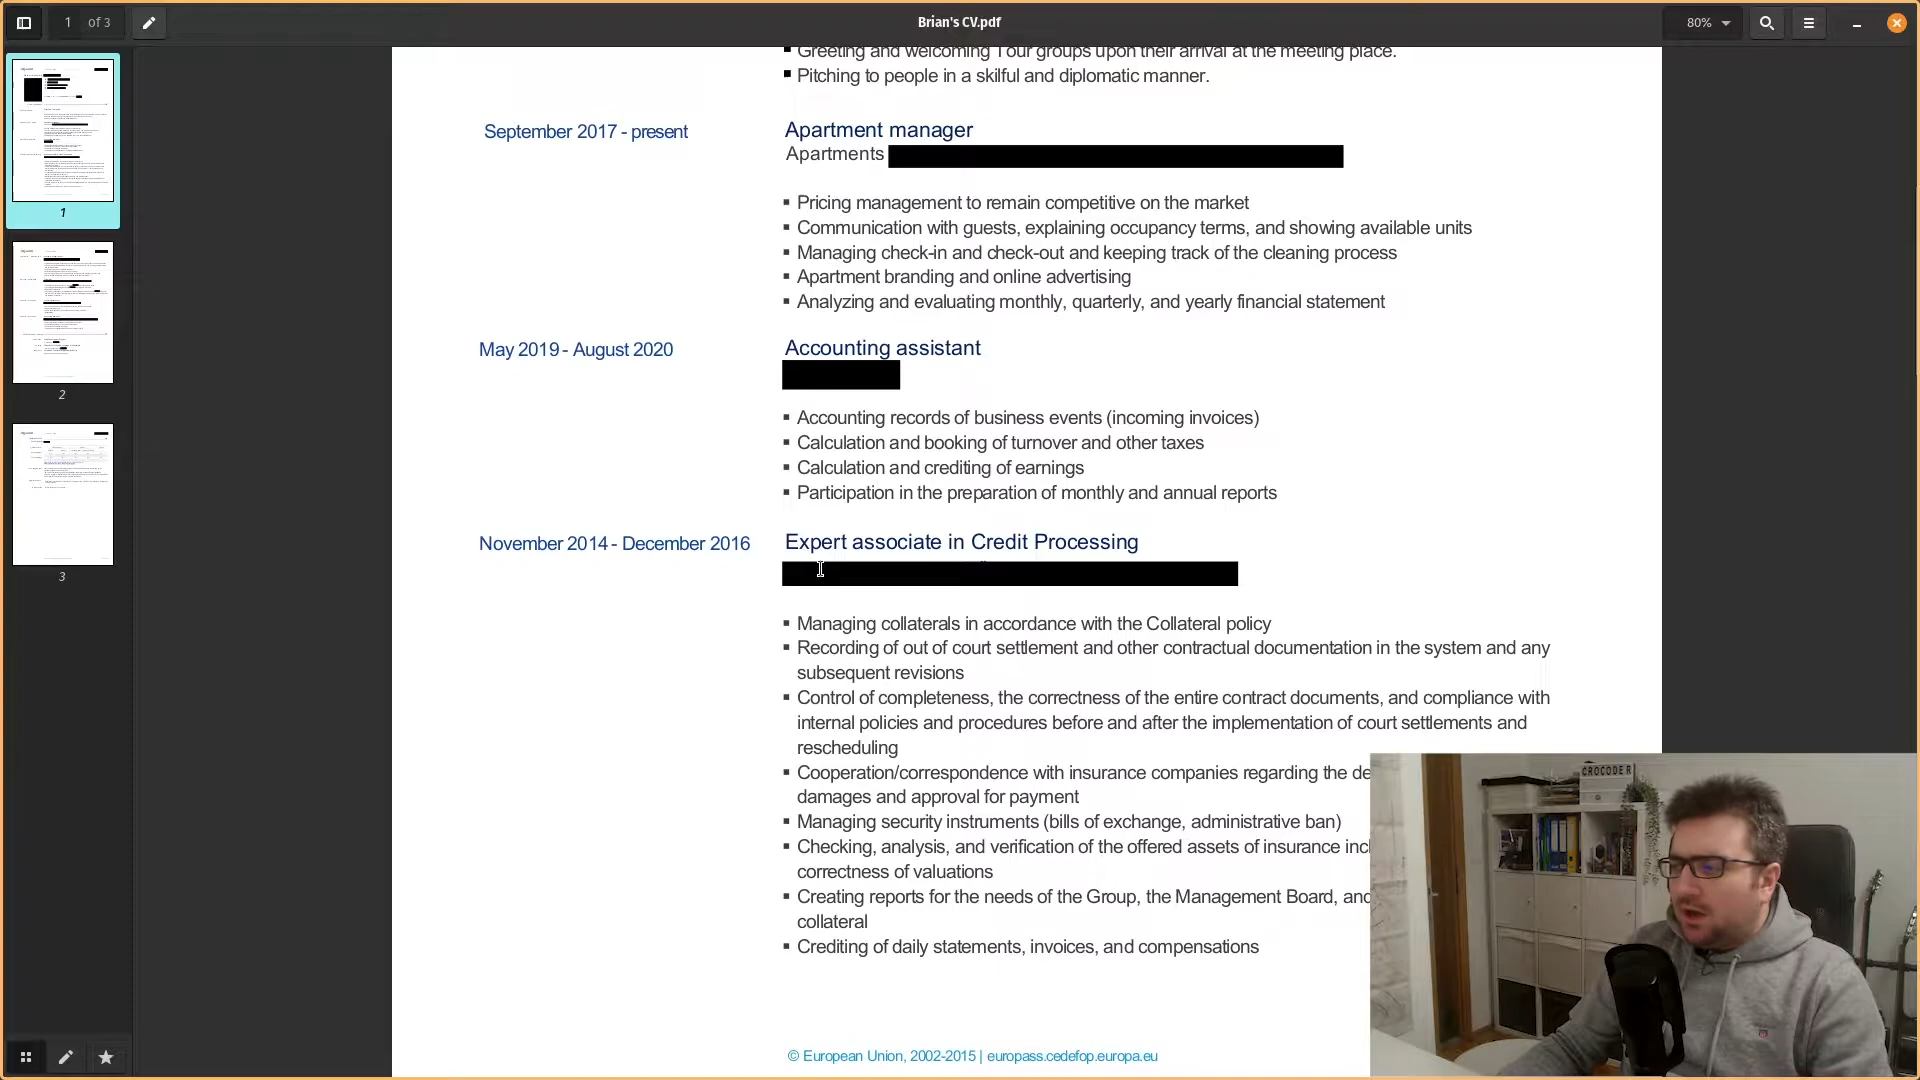 1 of 3
Brian's CV.pdf
80%
Greeting and welcoming Tour groups upon their arrival at the meeting place.
Pitching to people in a skilful and diplomatic manner.
September 2017 - present
Apartment manager
Apartments
Pricing management to remain competitive on the market
Communication with guests, explaining occupancy terms, and showing available units
Managing check-in and check-out and keeping track of the cleaning process
Apartment branding and online advertising
Analyzing and evaluating monthly, quarterly, and yearly financial statement
May 2019 - August 2020
Accounting assistant
Accounting records of business events (incoming invoices)
Calculation and booking of turnover and other taxes
Calculation and crediting of earnings
Participation in the preparation of monthly and annual reports
November 2014 - December 2016
Expert associate in Credit Processing
Managing collaterals in accordance with the Collateral policy
Recording of out of court settlement and other contractual documentation in the system and any
subsequent revisions
Control of completeness, the correctness of the entire contract documents, and compliance with
internal policies and procedures before and after the implementation of court settlements and
rescheduling
Cooperation/correspondence with insurance companies regarding the de
damages and approval for payment
Managing security instruments (bills of exchange, administrative ban)
Checking, analysis, and verification of the offered assets of insurance incl
correctness of valuations
Creating reports for the needs of the Group, the Management Board, and
collateral
Crediting of daily statements, invoices, and compensations
© European Union, 2002-2015 | europass.cedefop.europa.eu
1
2
3
CROCODER